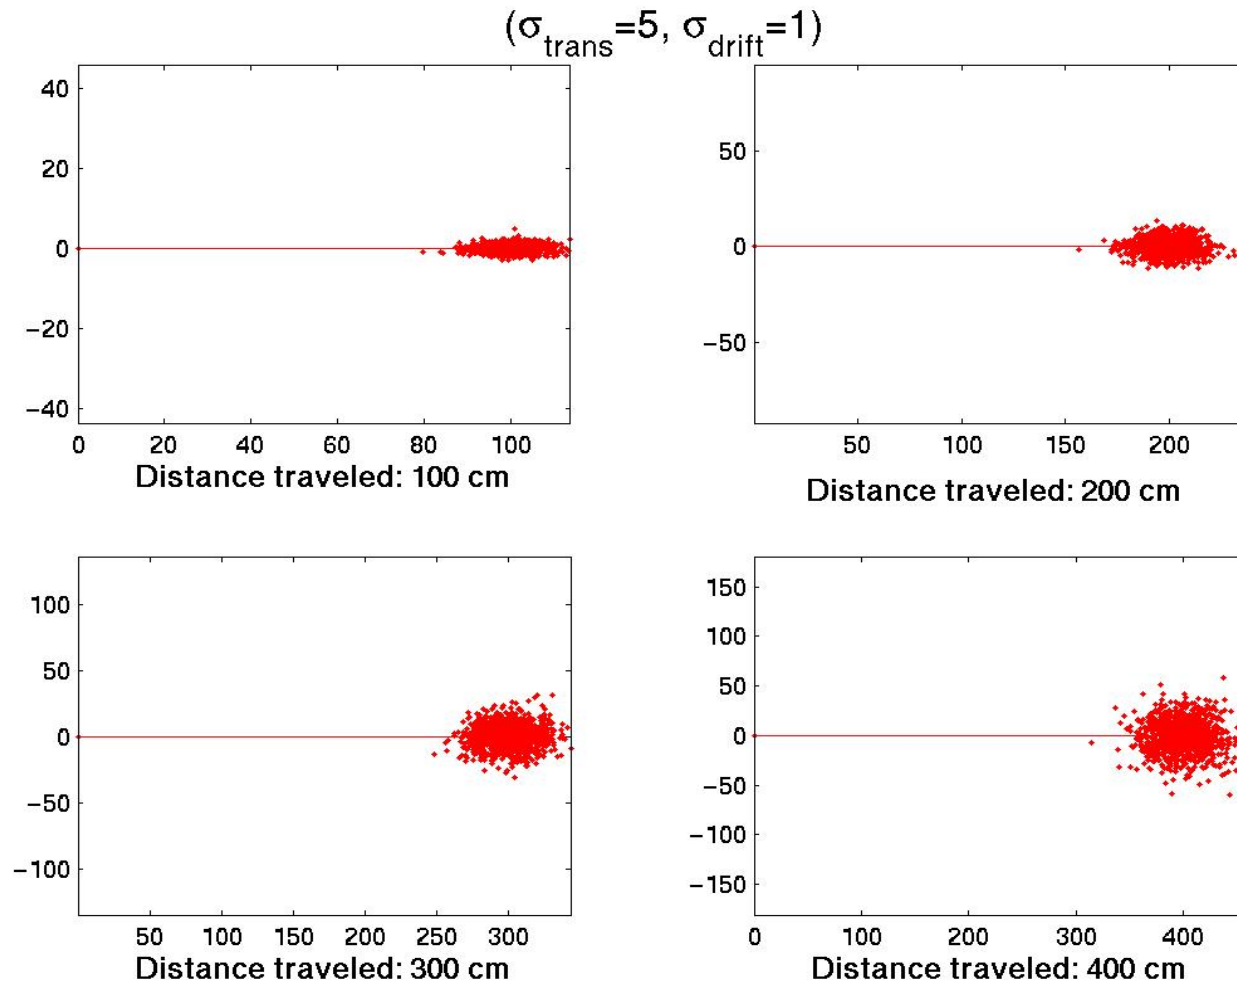 (σtrans=5, σdrift=1)
40
20
0
−20
−40
0 20 40 60 80 100
Distance traveled: 100 cm
50
0
−50
50 100 150 200
Distance traveled: 200 cm
100
50
0
−50
−100
50 100 150 200 250 300
Distance traveled: 300 cm
150
100
50
0
−50
−100
−150
0 100 200 300 400
Distance traveled: 400 cm